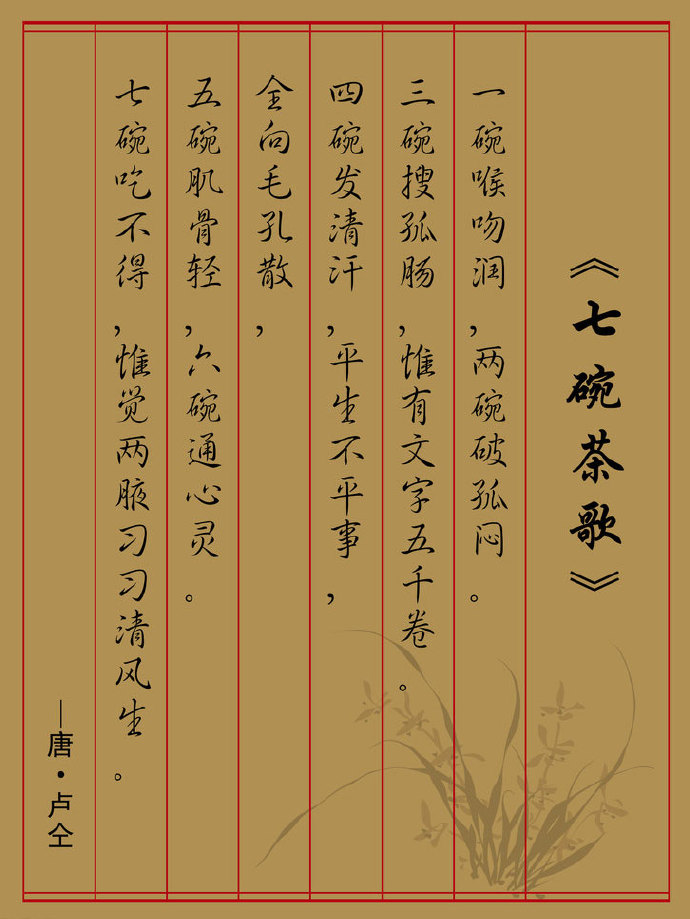 《七碗茶歌》
一碗喉吻润,两碗破孤闷。
三碗搜孤肠,惟有文字五千卷。
四碗发清汗,平生不平事,
全向毛孔散,
五碗肌骨轻,六碗通心灵。
七碗吃不得,惟觉两腋习习清风生。
—唐·卢仝